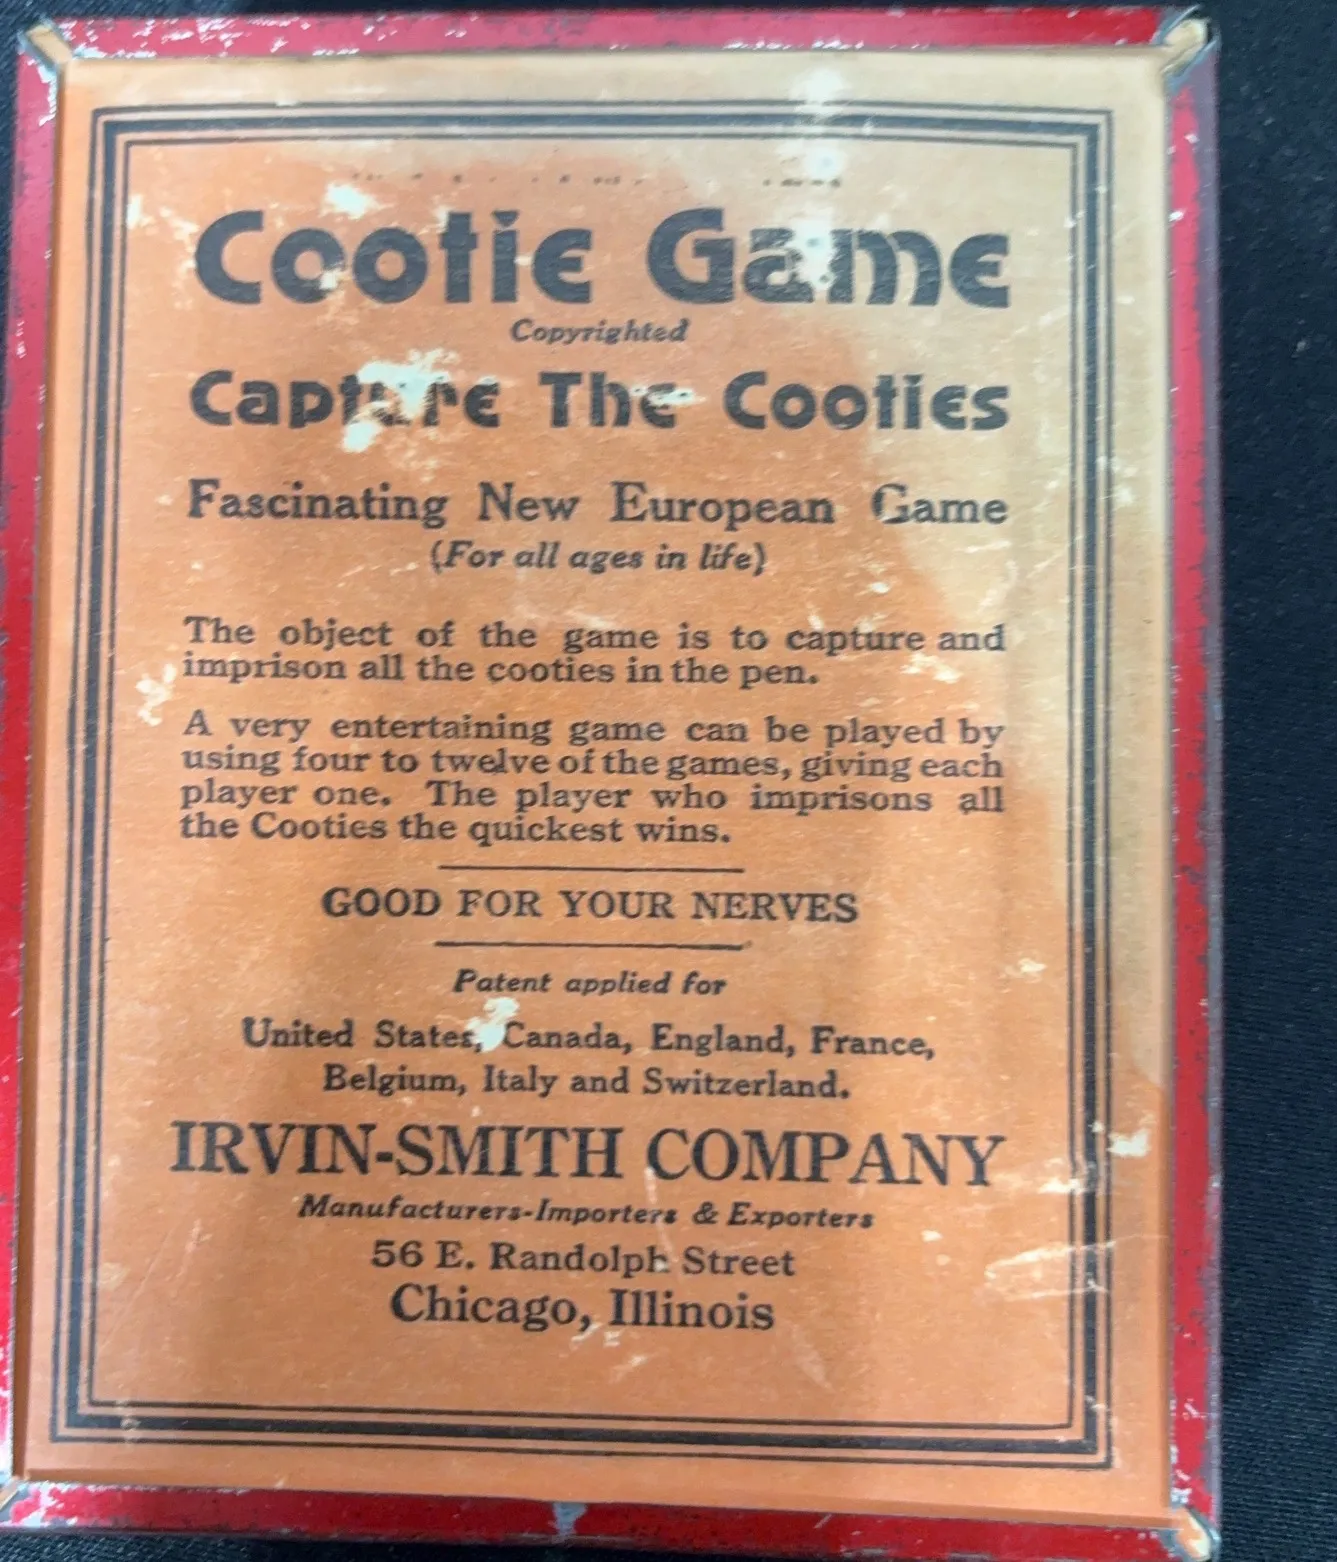 Cootie Game
Copyrighted
Capture The Cooties
Fascinating New European Game
(For all ages in life)
The object of the game is to capture and
imprison all the cooties in the pen.
A very entertaining game can be played by
using four to twelve of the games, giving each
player one. The player who imprisons all
the Cooties the quickest wins.
GOOD FOR YOUR NERVES
Patent applied for
United States, Canada, England, France,
Belgium, Italy and Switzerland.
IRVIN-SMITH COMPANY
Manufacturers-Importers & Exporters
56 E. Randolph Street
Chicago, Illinois